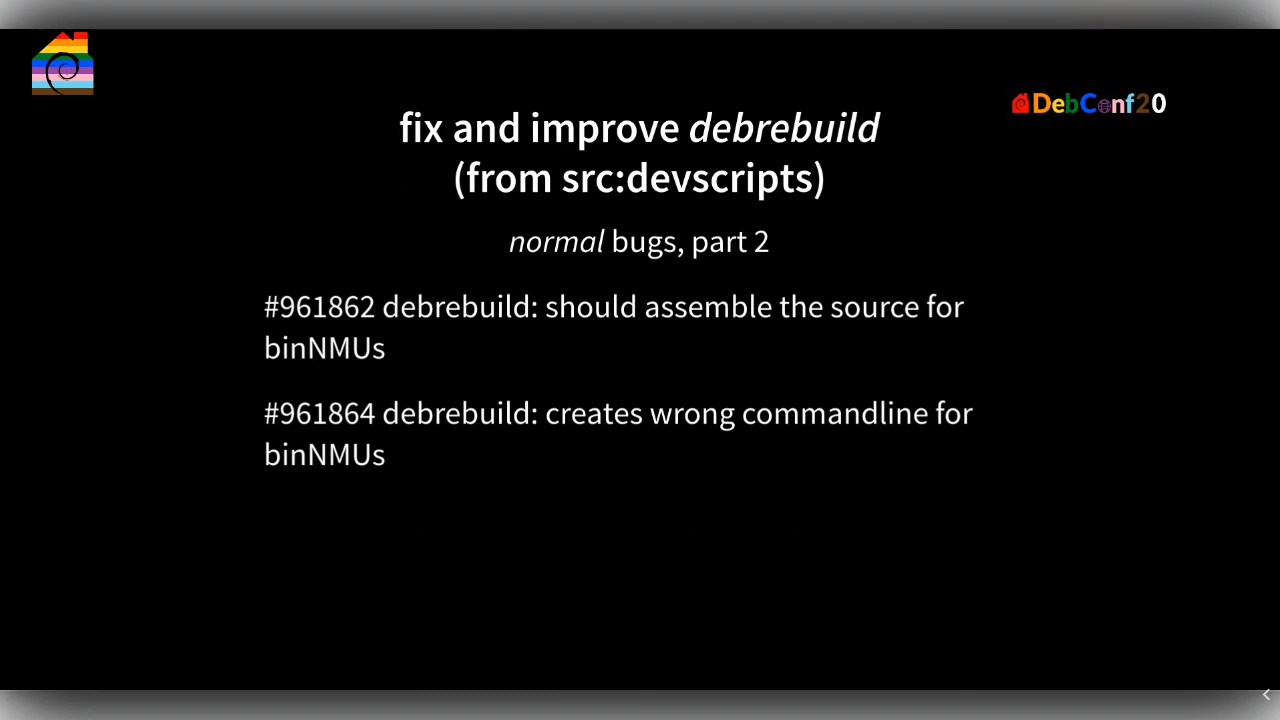 DebConf20
fix and improve debrebuild
(from src:devscripts)
normal bugs, part 2
#961862 debrebuild: should assemble the source for
binNMUs
#961864 debrebuild: creates wrong commandline for
binNMUs